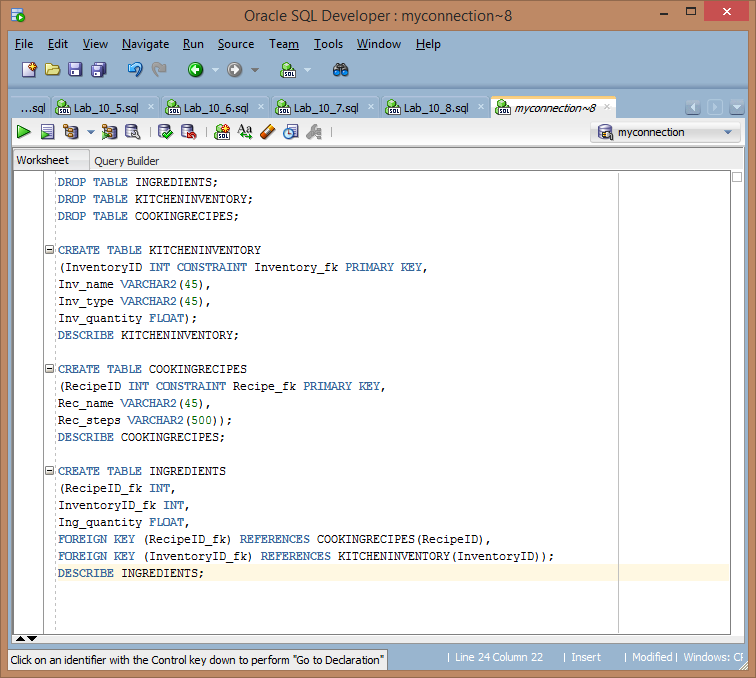 Oracle SQL Developer : myconnection~8
File Edit View Navigate Run Source Team Tools Window Help
...sql Lab_10_5.sql Lab_10_6.sql Lab_10_7.sql Lab_10_8.sql myconnection~8
myconnection
Worksheet Query Builder
DROP TABLE INGREDIENTS;
DROP TABLE KITCHENINVENTORY;
DROP TABLE COOKINGRECIPES;
CREATE TABLE KITCHENINVENTORY
(InventoryID INT CONSTRAINT Inventory_fk PRIMARY KEY,
Inv_name VARCHAR2(45),
Inv_type VARCHAR2(45),
Inv_quantity FLOAT);
DESCRIBE KITCHENINVENTORY;
CREATE TABLE COOKINGRECIPES
(RecipeID INT CONSTRAINT Recipe_fk PRIMARY KEY,
Rec_name VARCHAR2(45),
Rec_steps VARCHAR2(500));
DESCRIBE COOKINGRECIPES;
CREATE TABLE INGREDIENTS
(RecipeID_fk INT,
InventoryID_fk INT,
Ing_quantity FLOAT,
FOREIGN KEY (RecipeID_fk) REFERENCES COOKINGRECIPES(RecipeID),
FOREIGN KEY (InventoryID_fk) REFERENCES KITCHENINVENTORY(InventoryID));
DESCRIBE INGREDIENTS;
Click on an identifier with the Control key down to perform "Go to Declaration" | Line 24 Column 22 | Insert | Modified | Windows: